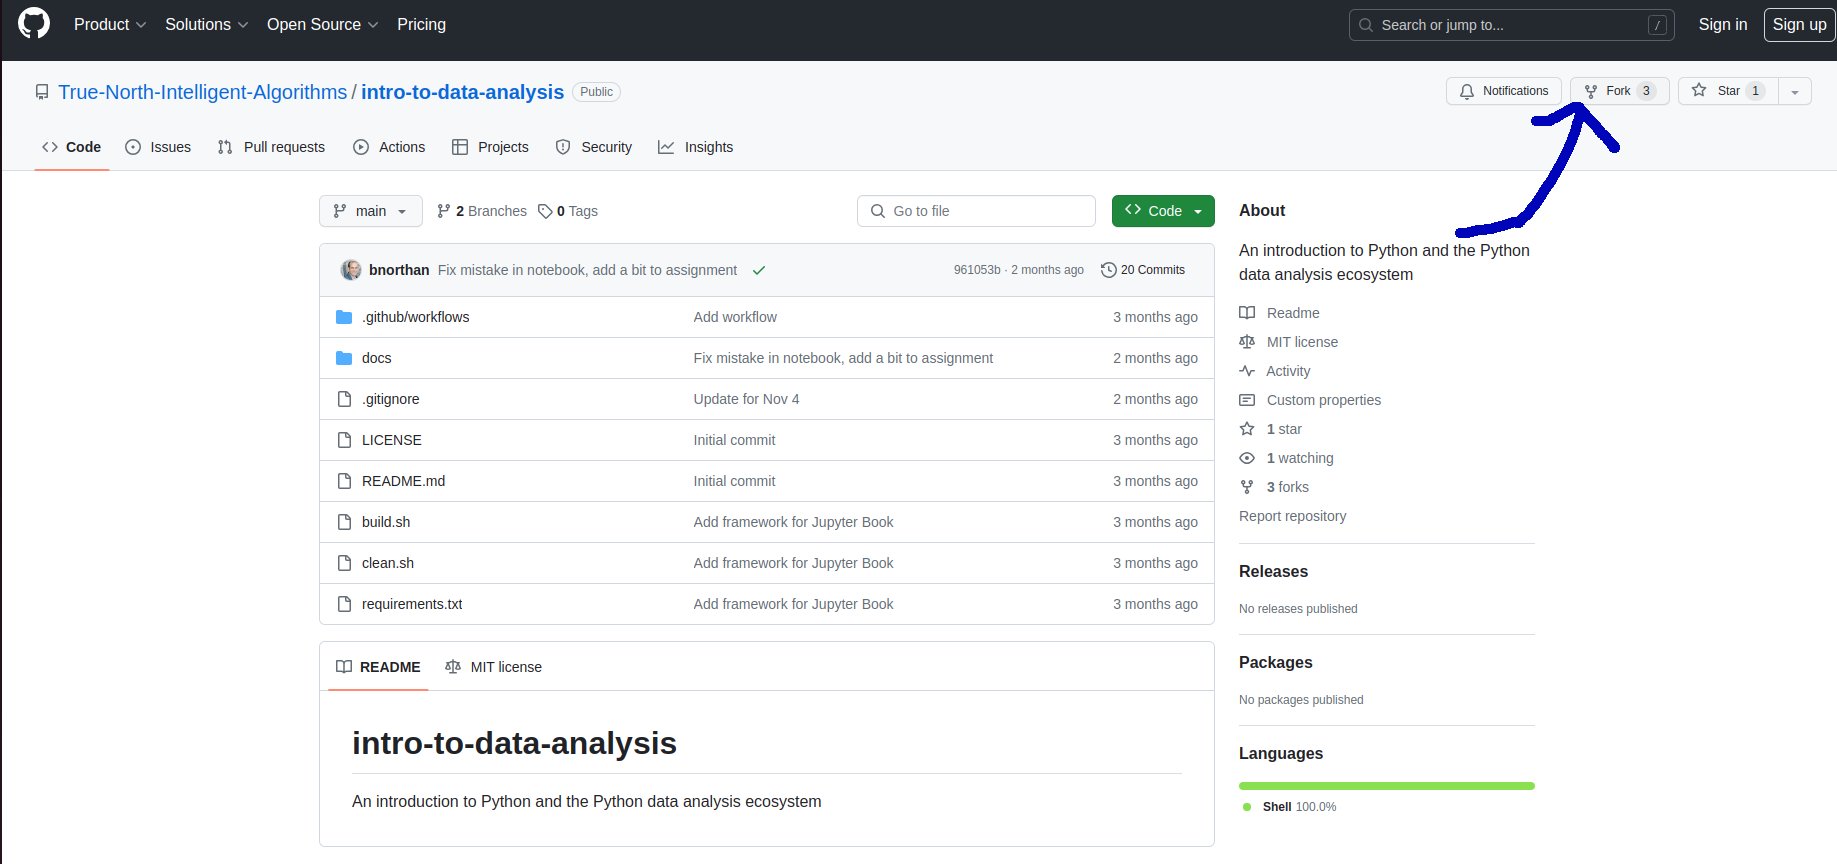 Product Solutions Open Source Pricing Search or jump to... / Sign in Sign up
True-North-Intelligent-Algorithms / intro-to-data-analysis Public Notifications Fork 3 Star 1
Code Issues Pull requests Actions Projects Security Insights
main 2 Branches 0 Tags Go to file Code
bnorthan Fix mistake in notebook, add a bit to assignment 961053b · 2 months ago 20 Commits
.github/workflows Add workflow 3 months ago
docs Fix mistake in notebook, add a bit to assignment 2 months ago
.gitignore Update for Nov 4 2 months ago
LICENSE Initial commit 3 months ago
README.md Initial commit 3 months ago
build.sh Add framework for Jupyter Book 3 months ago
clean.sh Add framework for Jupyter Book 3 months ago
requirements.txt Add framework for Jupyter Book 3 months ago
README MIT license
intro-to-data-analysis
An introduction to Python and the Python data analysis ecosystem
About
An introduction to Python and the Python
data analysis ecosystem
Readme
MIT license
Activity
Custom properties
1 star
1 watching
3 forks
Report repository
Releases
No releases published
Packages
No packages published
Languages
Shell 100.0%